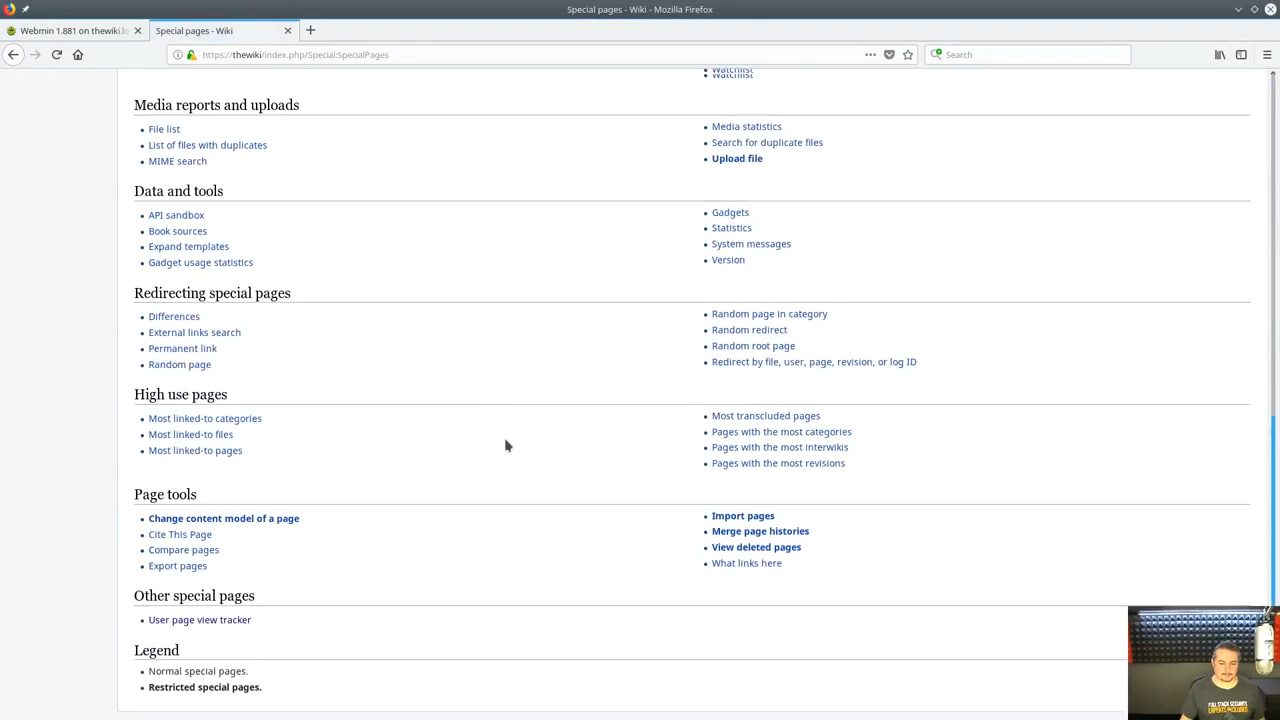 Special pages - Wiki - Mozilla Firefox
Webmin 1.881 on thewiki.lo
Special pages - Wiki
https://thewiki/index.php/Special:SpecialPages
Search
Watchlist
Watchlist
Media reports and uploads
File list
List of files with duplicates
MIME search
Media statistics
Search for duplicate files
Upload file
Data and tools
API sandbox
Book sources
Expand templates
Gadget usage statistics
Gadgets
Statistics
System messages
Version
Redirecting special pages
Differences
External links search
Permanent link
Random page
Random page in category
Random redirect
Random root page
Redirect by file, user, page, revision, or log ID
High use pages
Most linked-to categories
Most linked-to files
Most linked-to pages
Most transcluded pages
Pages with the most categories
Pages with the most interwikis
Pages with the most revisions
Page tools
Change content model of a page
Cite This Page
Compare pages
Export pages
Import pages
Merge page histories
View deleted pages
What links here
Other special pages
User page view tracker
Legend
Normal special pages.
Restricted special pages.
FULL STACK SECURITY,
EXPERTS INCLUDED